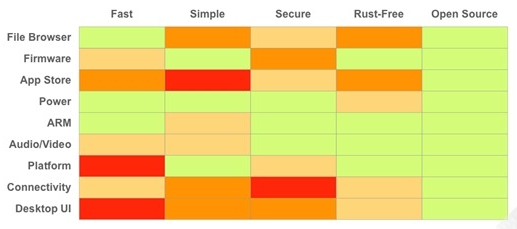 Fast Simple Secure Rust-Free Open Source
File Browser
Firmware
App Store
Power
ARM
Audio/Video
Platform
Connectivity
Desktop UI